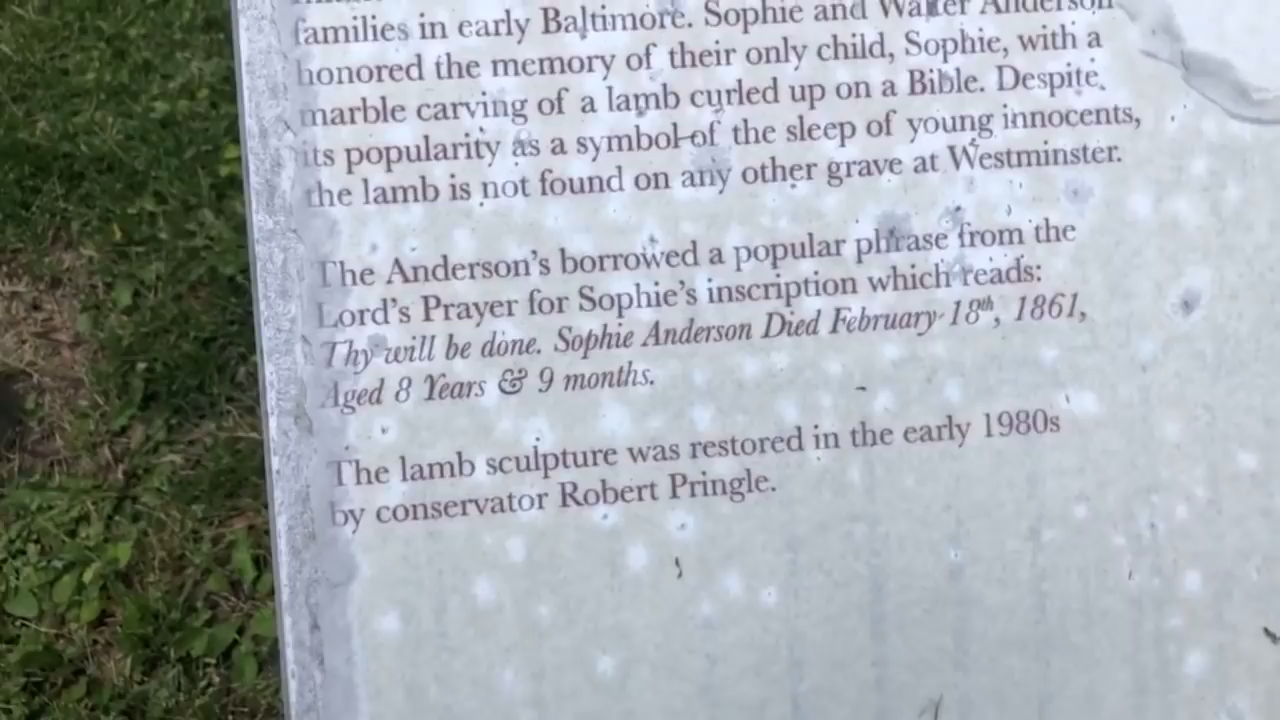 families in early Baltimore. Sophie and Walter Anderson
honored the memory of their only child, Sophie, with a
marble carving of a lamb curled up on a Bible. Despite
its popularity as a symbol of the sleep of young innocents,
the lamb is not found on any other grave at Westminster.
The Anderson's borrowed a popular phrase from the
Lord's Prayer for Sophie's inscription which reads:
Thy will be done. Sophie Anderson Died February 18th, 1861,
Aged 8 Years & 9 months.
The lamb sculpture was restored in the early 1980s
by conservator Robert Pringle.